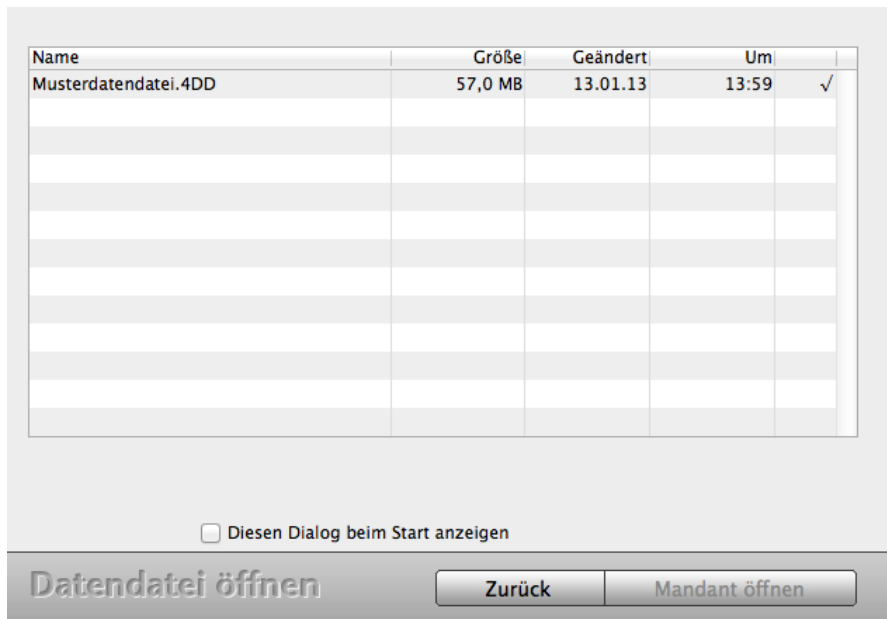 Name Größe Geändert Um
Musterdatendatei.4DD 57,0 MB 13.01.13 13:59 √
Diesen Dialog beim Start anzeigen
Datendatei öffnen Zurück Mandant öffnen